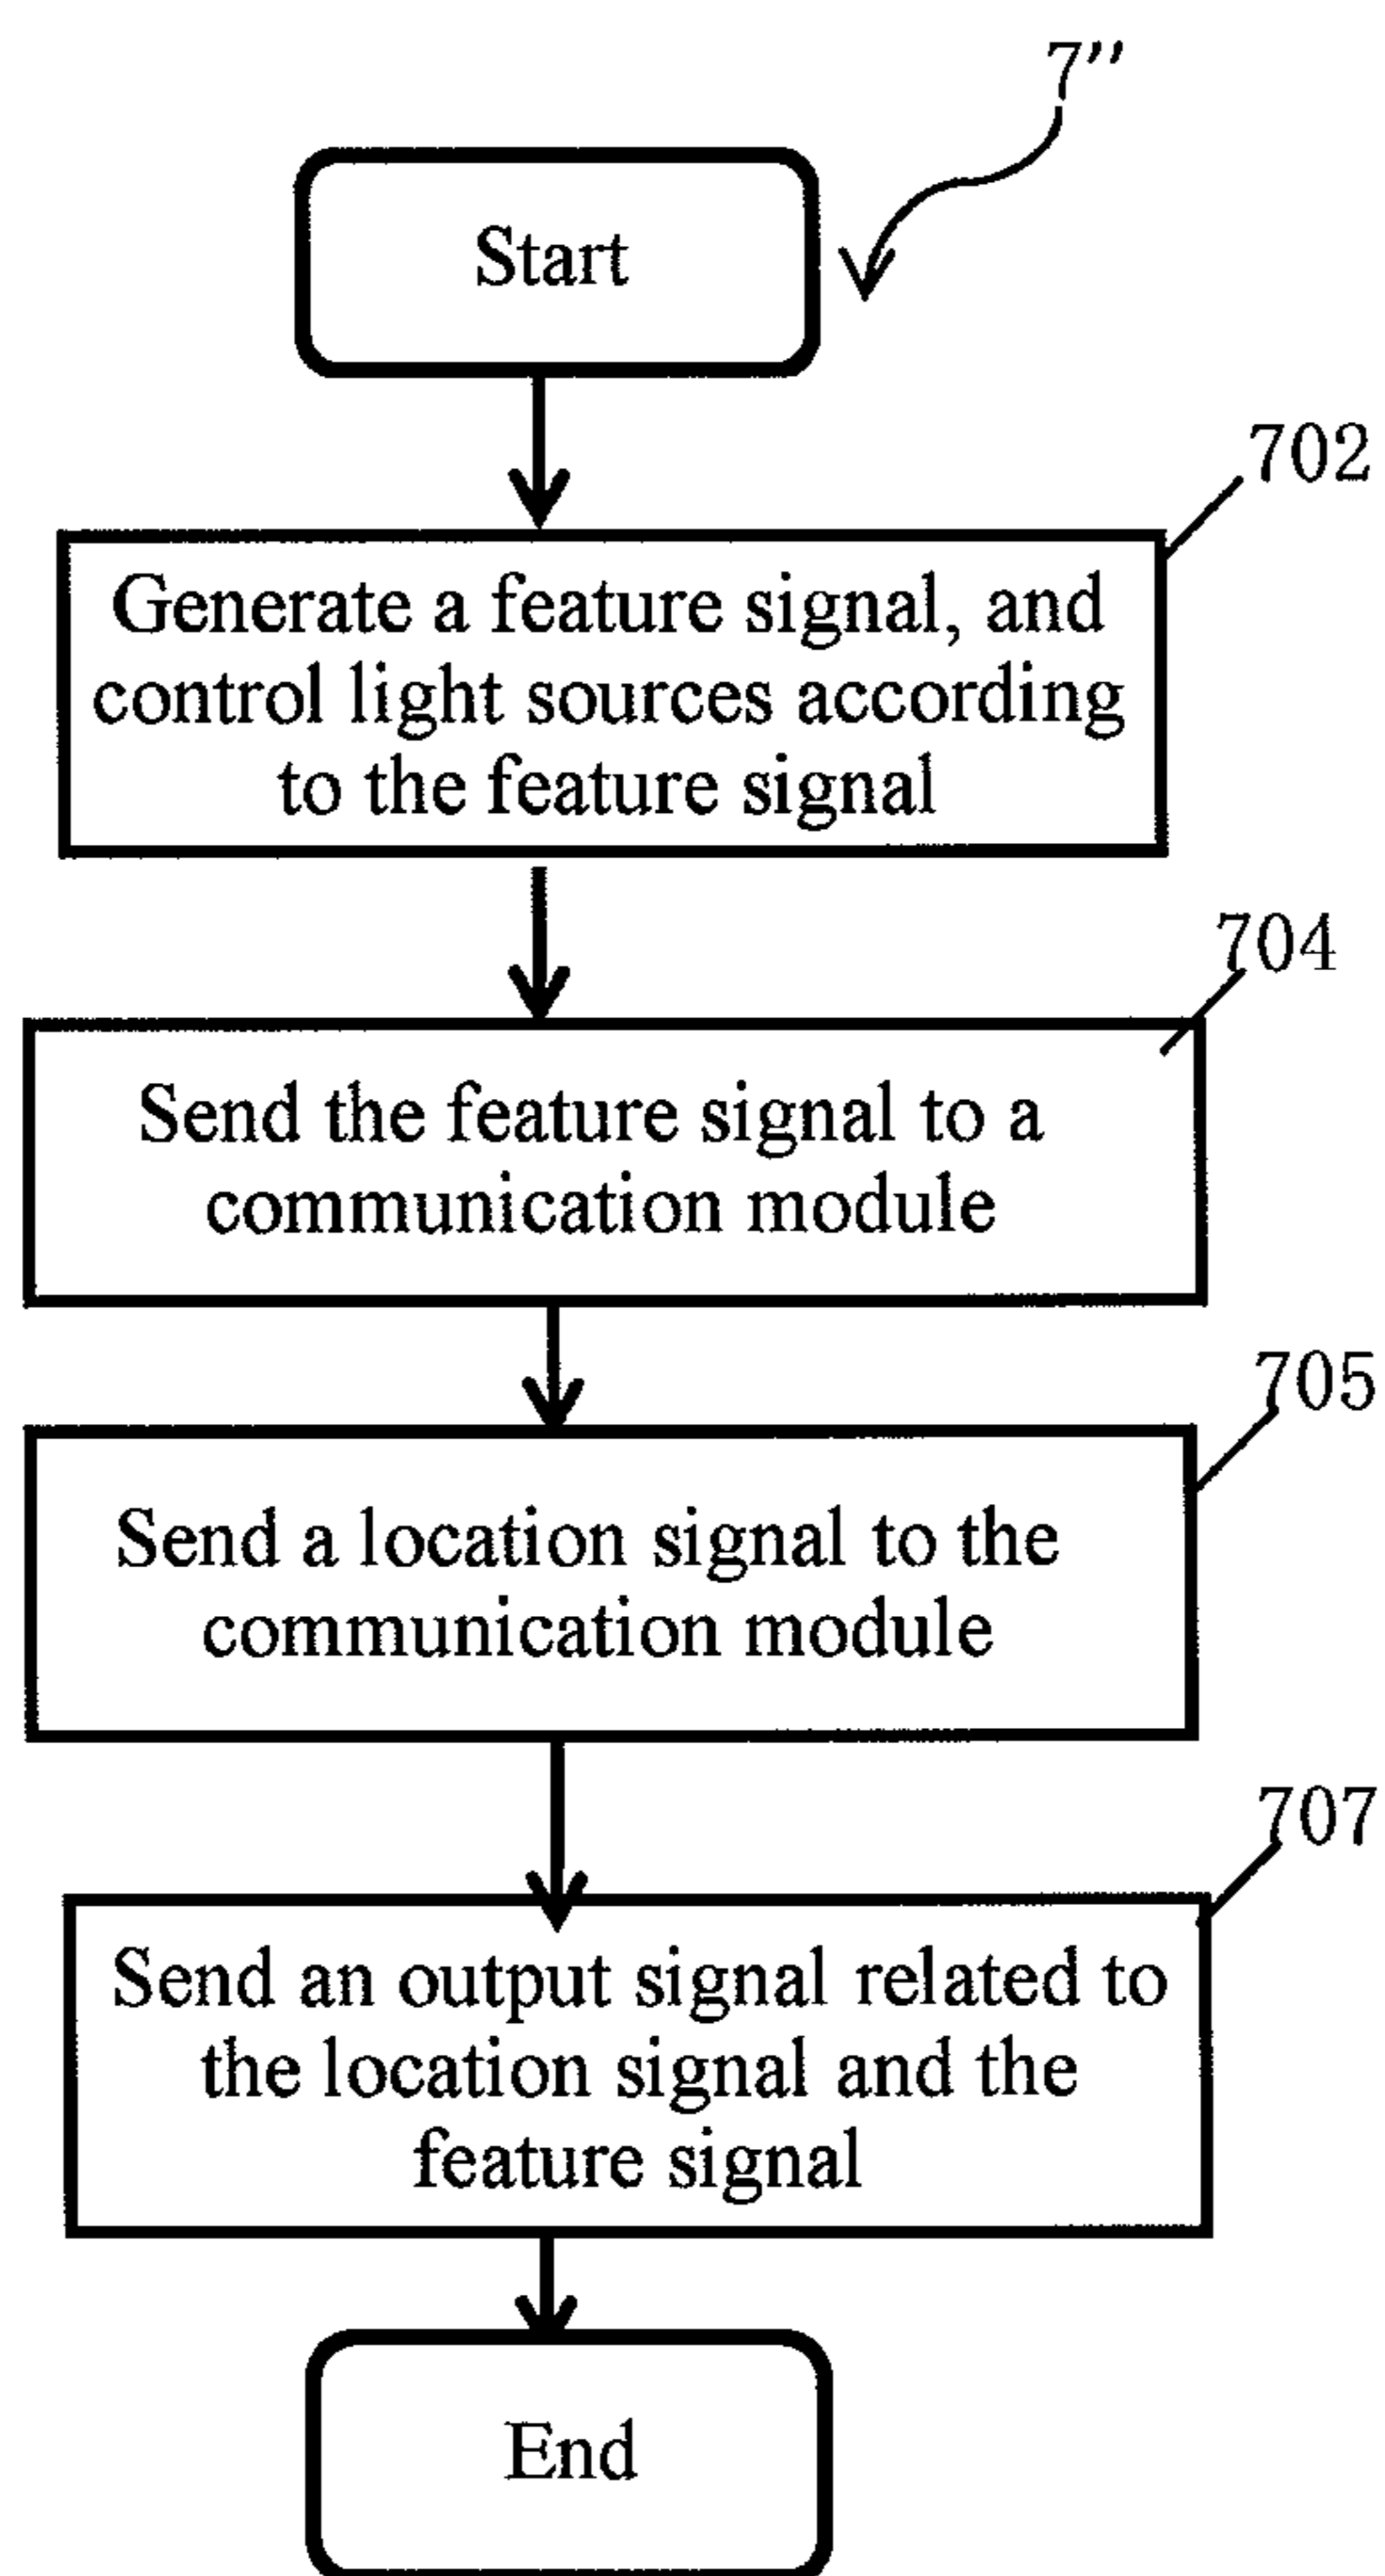 7''
Start
702
Generate a feature signal, and
control light sources according
to the feature signal
704
Send the feature signal to a
communication module
705
Send a location signal to the
communication module
707
Send an output signal related to
the location signal and the
feature signal
End